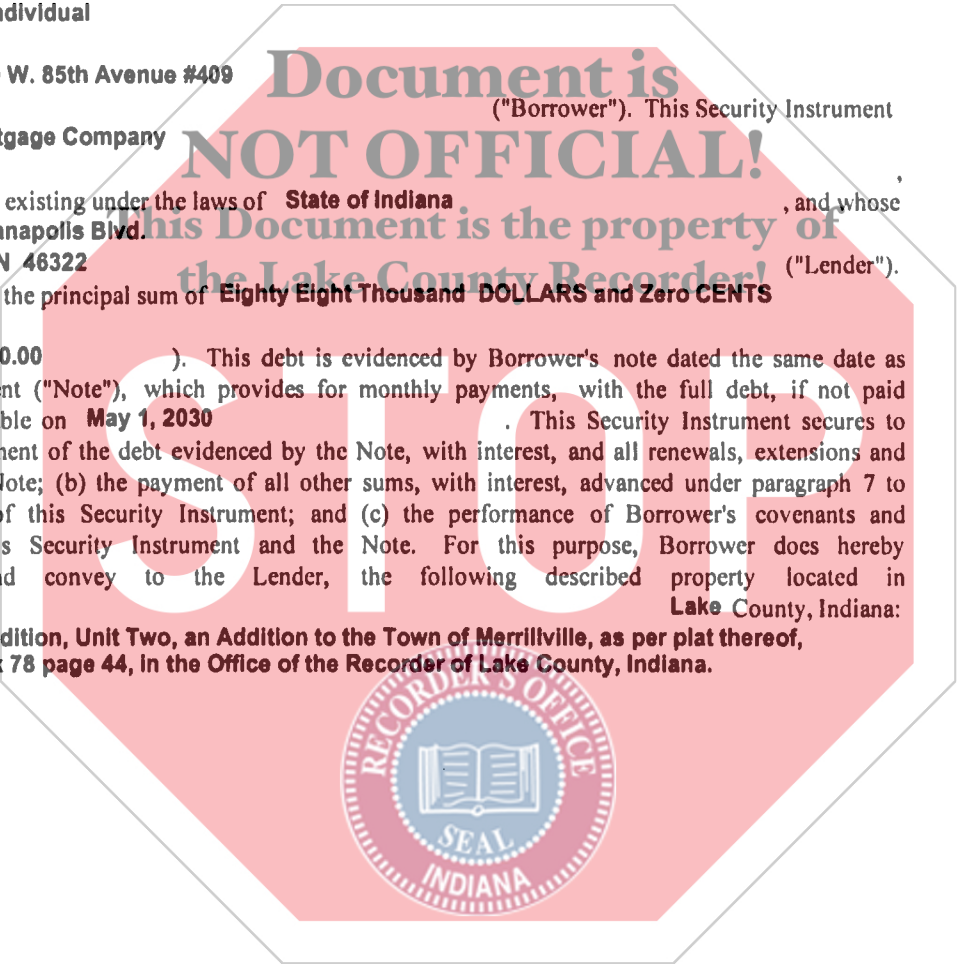 ndividual
W. 85th Avenue #409
("Borrower"). This Security Instrument
tgage Company
,
existing under the laws of State of Indiana , and whose
anapolis Blvd.
N 46322 ("Lender").
the principal sum of Eighty Eight Thousand DOLLARS and Zero CENTS
0.00 ). This debt is evidenced by Borrower's note dated the same date as
ent ("Note"), which provides for monthly payments, with the full debt, if not paid
ble on May 1, 2030 . This Security Instrument secures to
nent of the debt evidenced by the Note, with interest, and all renewals, extensions and
Note; (b) the payment of all other sums, with interest, advanced under paragraph 7 to
of this Security Instrument; and (c) the performance of Borrower's covenants and
s Security Instrument and the Note. For this purpose, Borrower does hereby
nd convey to the Lender, the following described property located in
Lake County, Indiana:
ddition, Unit Two, an Addition to the Town of Merrillville, as per plat thereof,
k 78 page 44, in the Office of the Recorder of Lake County, Indiana.
Document is
NOT OFFICIAL!
This Document is the property of
the Lake County Recorder!
STOP
RECORDER'S OFFICE
SEAL
INDIANA